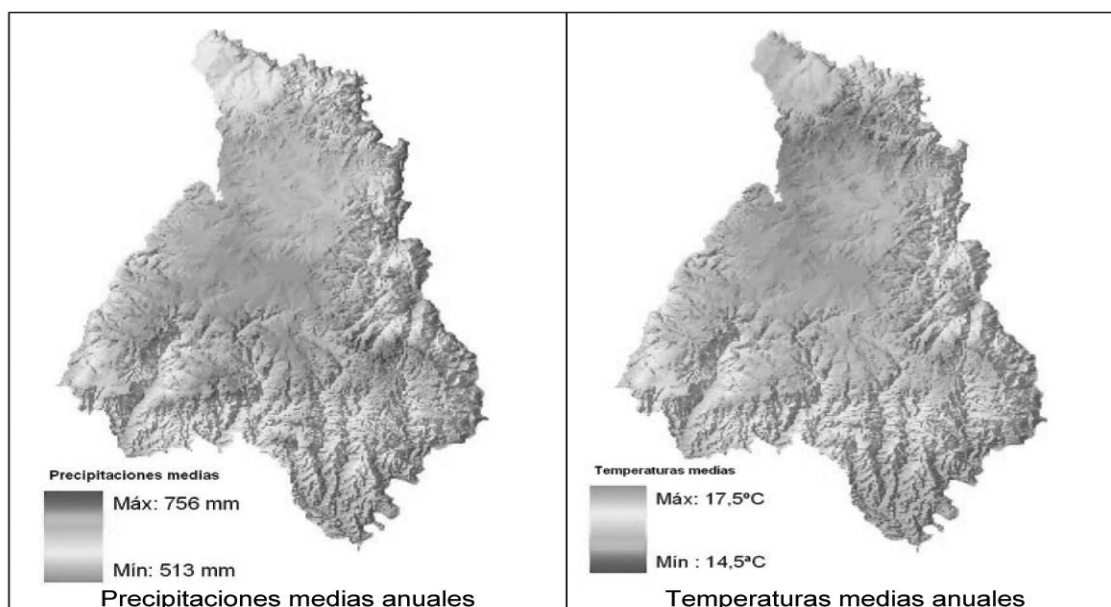 Precipitaciones medias
Máx: 756 mm
Mín: 513 mm
Precipitaciones medias anuales
Temperaturas medias
Máx: 17,5ºC
Mín : 14,5ªC
Temperaturas medias anuales